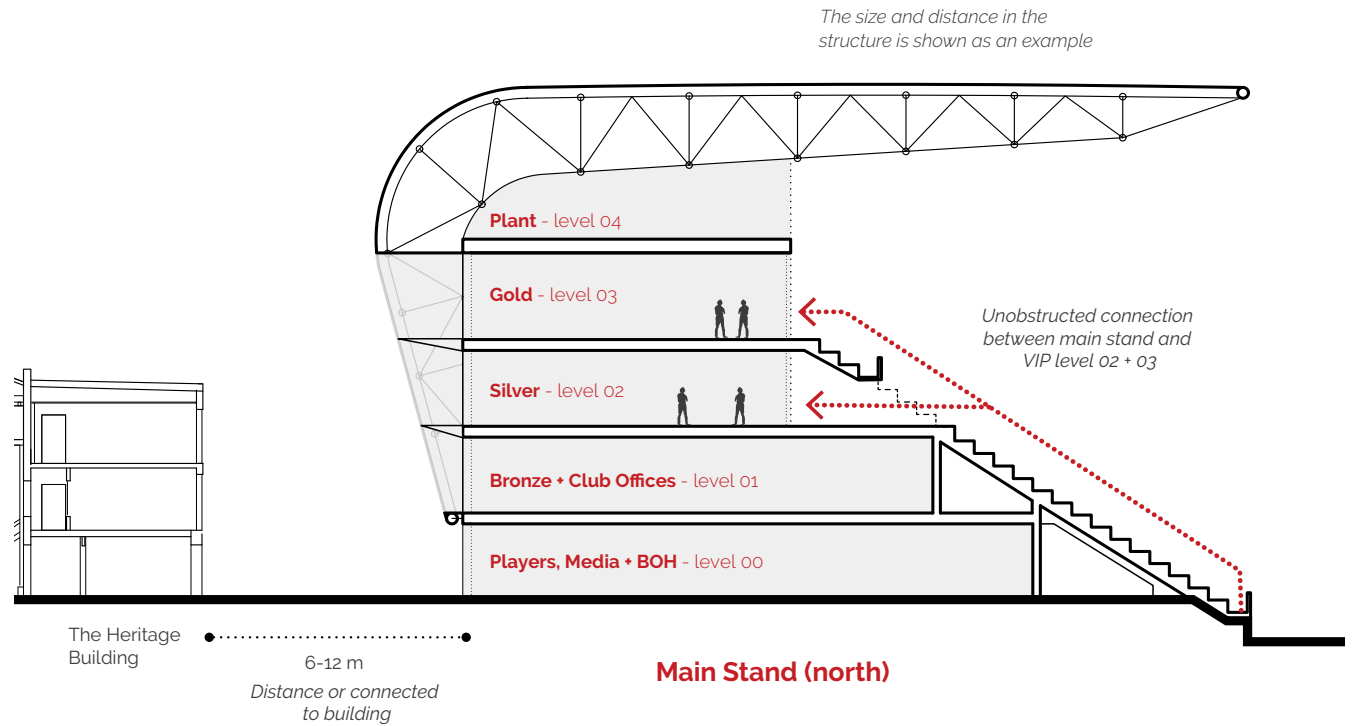 The size and distance in the
structure is shown as an example
Plant - level 04
Gold - level 03
Unobstructed connection
between main stand and
VIP level 02 + 03
Silver - level 02
Bronze + Club Offices - level 01
Players, Media + BOH - level 00
The Heritage
Building
6-12 m
Distance or connected
to building
Main Stand (north)